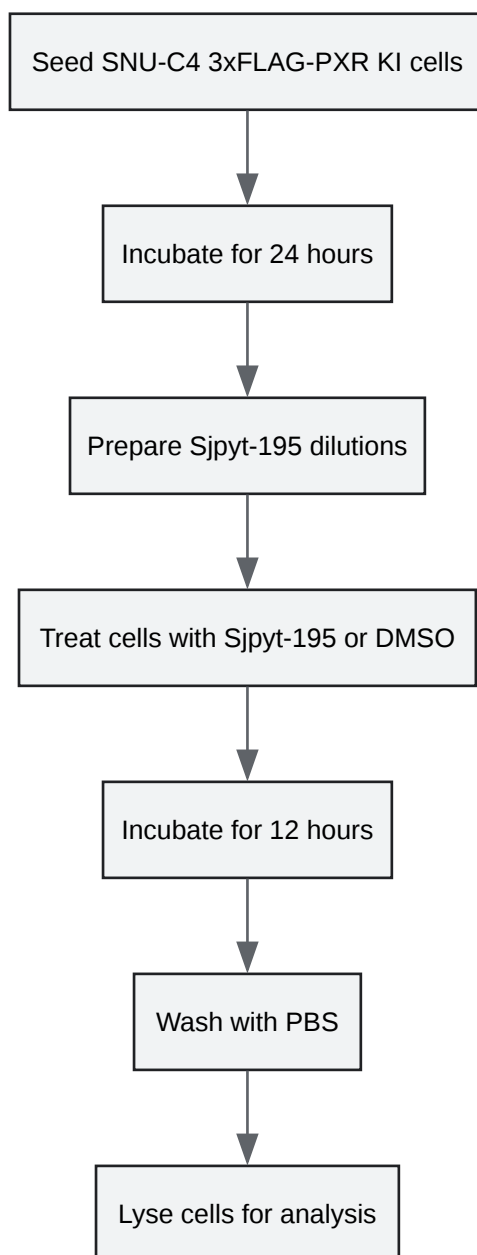 Seed SNU-C4 3xFLAG-PXR KI cells
Incubate for 24 hours
Prepare Sjpyt-195 dilutions
Treat cells with Sjpyt-195 or DMSO
Incubate for 12 hours
Wash with PBS
Lyse cells for analysis